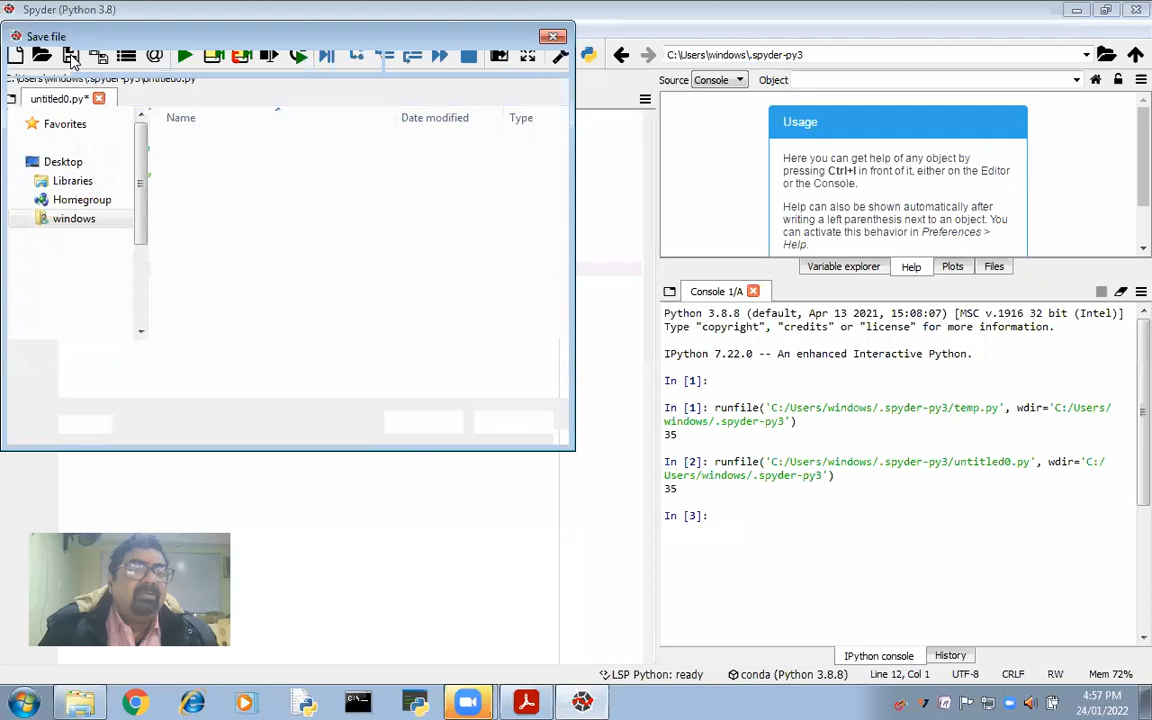 Spyder (Python 3.8)
Save file
C:\Users\windows\.spyder-py3\untitled0.py
untitled0.py*
Name
Date modified
Type
Favorites
Desktop
Libraries
Homegroup
windows
C:\Users\windows\.spyder-py3
Source
Console
Object
Usage
Here you can get help of any object by
pressing Ctrl+I in front of it, either on the Editor
or the Console.
Help can also be shown automatically after
writing a left parenthesis next to an object. You
can activate this behavior in Preferences >
Help.
Variable explorer
Help
Plots
Files
Console 1/A
Python 3.8.8 (default, Apr 13 2021, 15:08:07) [MSC v.1916 32 bit (Intel)]
Type "copyright", "credits" or "license" for more information.
IPython 7.22.0 -- An enhanced Interactive Python.
In [1]:
In [1]: runfile('C:/Users/windows/.spyder-py3/temp.py', wdir='C:/Users/
windows/.spyder-py3')
35
In [2]: runfile('C:/Users/windows/.spyder-py3/untitled0.py', wdir='C:/
Users/windows/.spyder-py3')
35
In [3]:
IPython console
History
LSP Python: ready
conda (Python 3.8.8)
Line 12, Col 1
UTF-8
CRLF
RW
Mem 72%
4:57 PM
24/01/2022